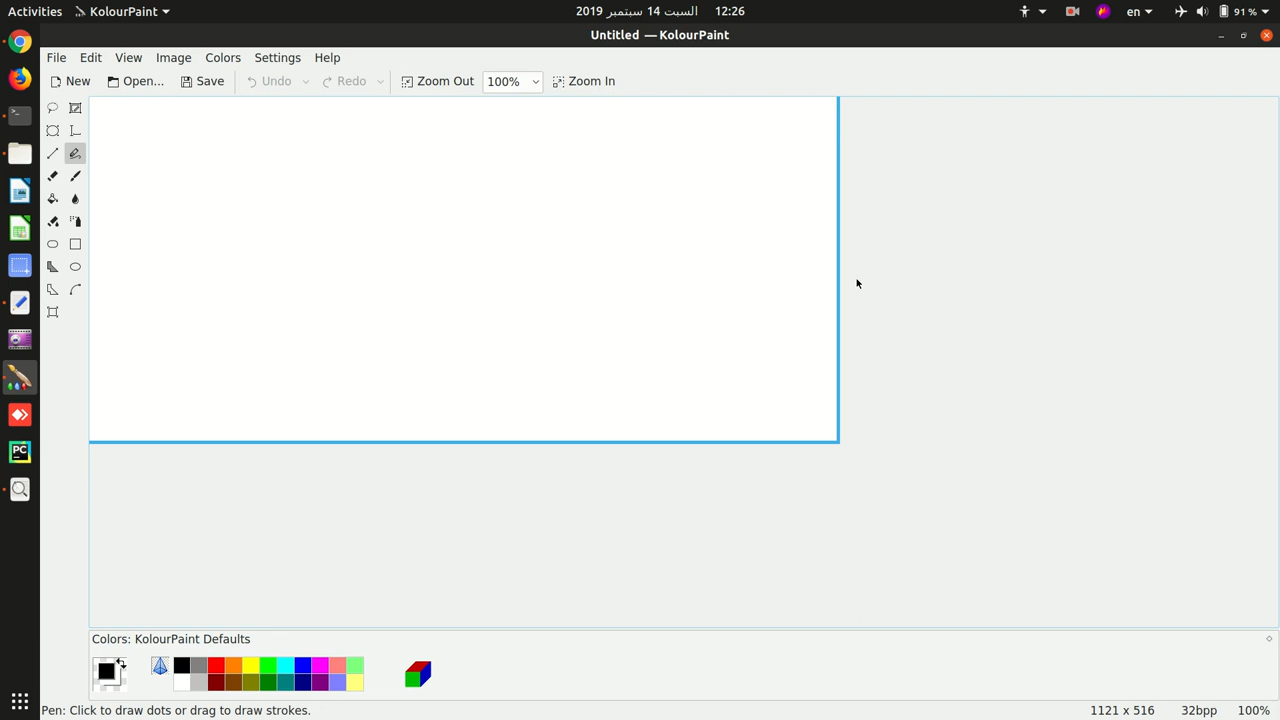 Activities KolourPaint السبت 14 سبتمبر 2019 12:26 en 91 %
Untitled — KolourPaint
File Edit View Image Colors Settings Help
New Open... Save Undo Redo Zoom Out 100% Zoom In
>_
PC
Colors: KolourPaint Defaults
Pen: Click to draw dots or drag to draw strokes. 1121 x 516 32bpp 100%